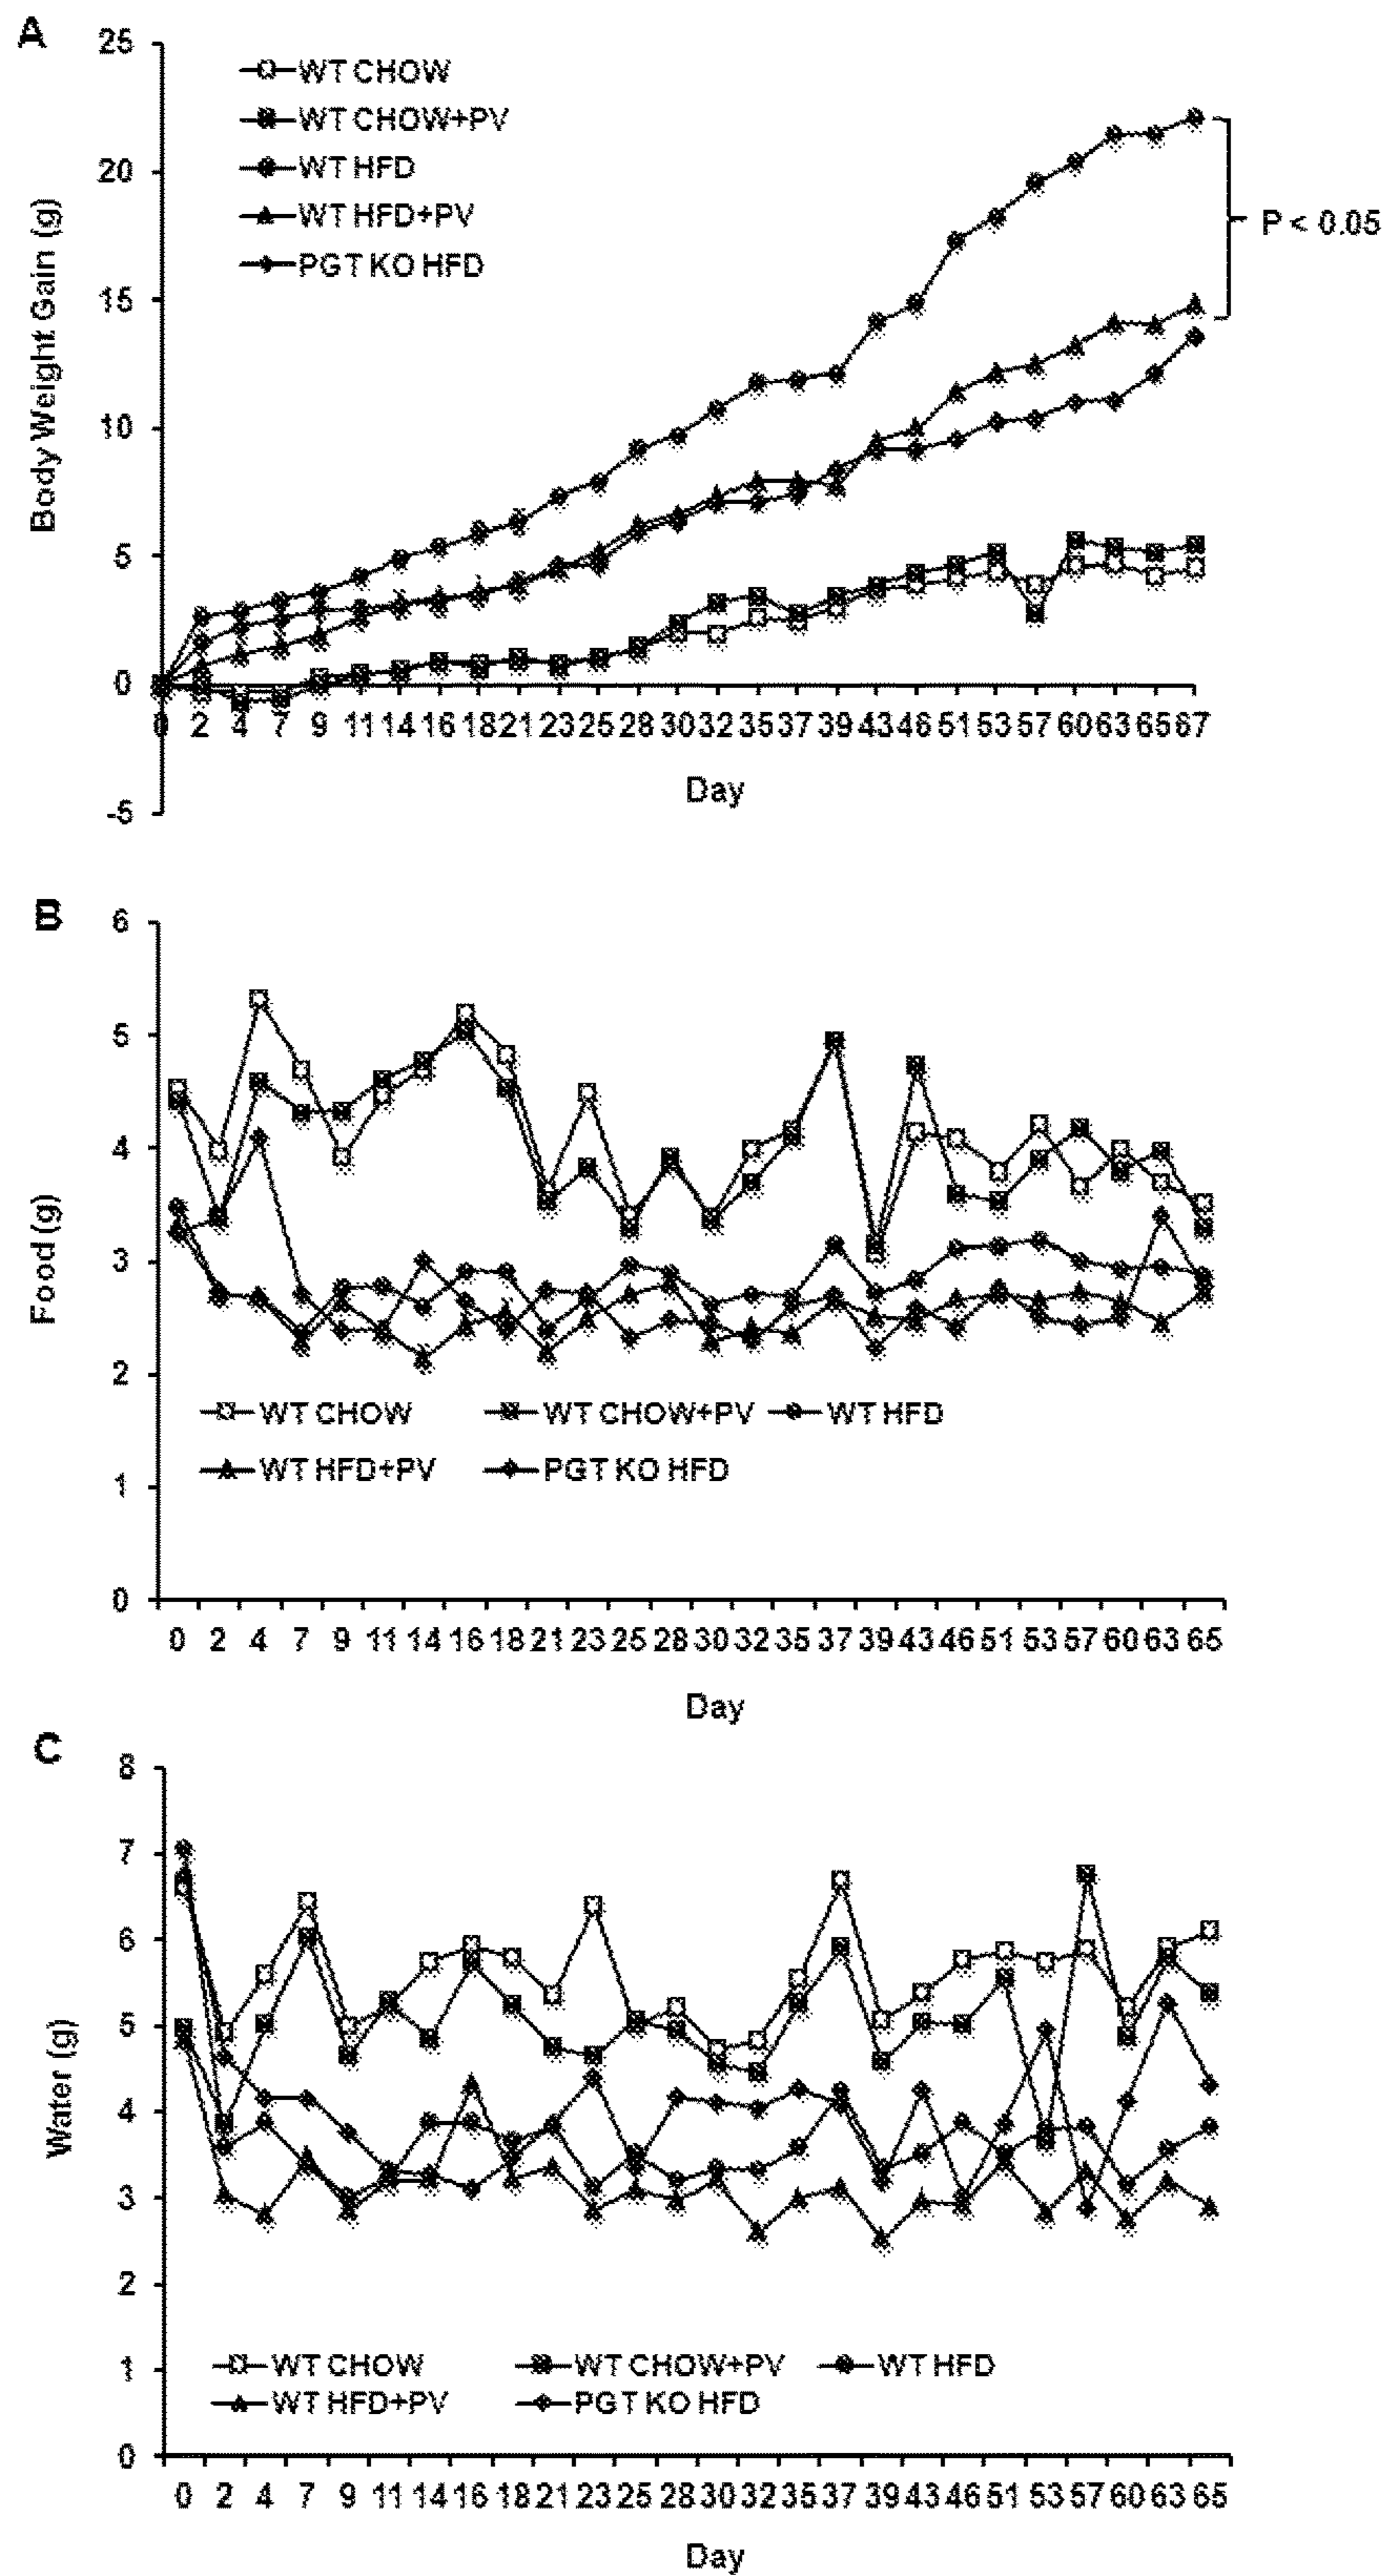 A
25
20
15
10
5
0
-5
Body Weight Gain (g)
WT CHOW
WT CHOW+PV
WT HFD
WT HFD+PV
PGT KO HFD
P < 0.05
0 2 4 7 9 11 14 16 18 21 23 25 28 30 32 35 37 39 43 46 51 53 57 60 63 65 67
Day
B
6
5
4
3
2
1
0
Food (g)
WT CHOW WT CHOW+PV WT HFD
WT HFD+PV PGT KO HFD
0 2 4 7 9 11 14 16 18 21 23 25 28 30 32 35 37 39 43 46 51 53 57 60 63 65
Day
C
8
7
6
5
4
3
2
1
0
Water (g)
WT CHOW WT CHOW+PV WT HFD
WT HFD+PV PGT KO HFD
0 2 4 7 9 11 14 16 18 21 23 25 28 30 32 35 37 39 43 46 51 53 57 60 63 65
Day